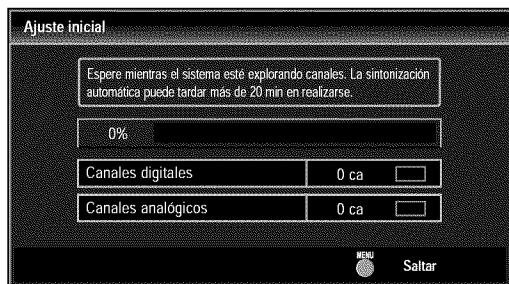 Ajuste inicial
Espere mientras el sistema esté explorando canales. La sintonización
automática puede tardar más de 20 min en realizarse.
0%
Canales digitales 0 ca
Canales analógicos 0 ca
MENU Saltar